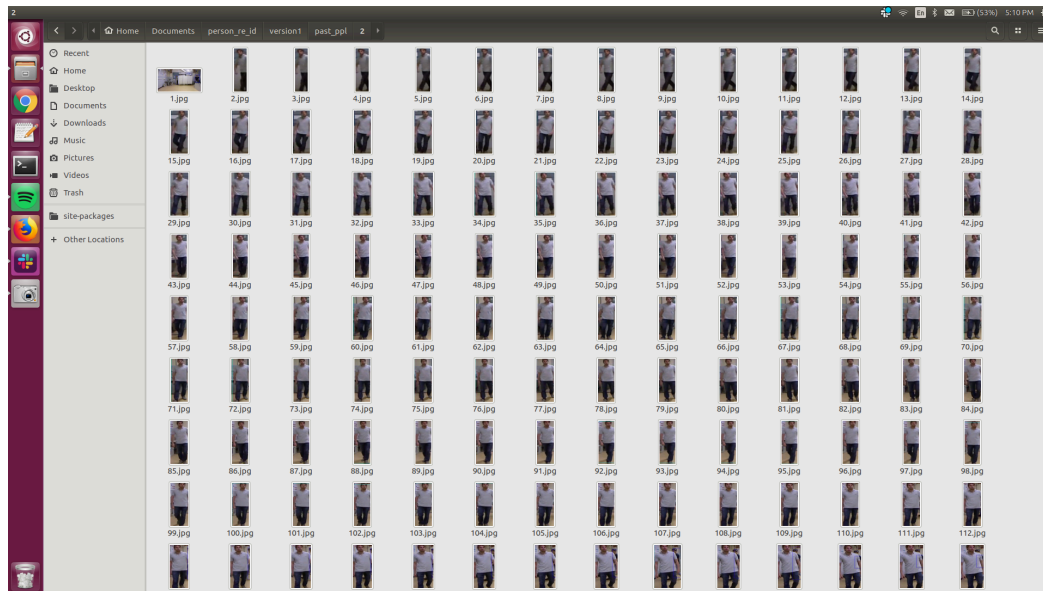 2
En
(53%)
5:10 PM
Home Documents person_re_id version1 past_ppl 2
Recent
Home
Desktop
Documents
Downloads
Music
Pictures
Videos
Trash
site-packages
+ Other Locations
1.jpg 2.jpg 3.jpg 4.jpg 5.jpg 6.jpg 7.jpg 8.jpg 9.jpg 10.jpg 11.jpg 12.jpg 13.jpg 14.jpg
15.jpg 16.jpg 17.jpg 18.jpg 19.jpg 20.jpg 21.jpg 22.jpg 23.jpg 24.jpg 25.jpg 26.jpg 27.jpg 28.jpg
29.jpg 30.jpg 31.jpg 32.jpg 33.jpg 34.jpg 35.jpg 36.jpg 37.jpg 38.jpg 39.jpg 40.jpg 41.jpg 42.jpg
43.jpg 44.jpg 45.jpg 46.jpg 47.jpg 48.jpg 49.jpg 50.jpg 51.jpg 52.jpg 53.jpg 54.jpg 55.jpg 56.jpg
57.jpg 58.jpg 59.jpg 60.jpg 61.jpg 62.jpg 63.jpg 64.jpg 65.jpg 66.jpg 67.jpg 68.jpg 69.jpg 70.jpg
71.jpg 72.jpg 73.jpg 74.jpg 75.jpg 76.jpg 77.jpg 78.jpg 79.jpg 80.jpg 81.jpg 82.jpg 83.jpg 84.jpg
85.jpg 86.jpg 87.jpg 88.jpg 89.jpg 90.jpg 91.jpg 92.jpg 93.jpg 94.jpg 95.jpg 96.jpg 97.jpg 98.jpg
99.jpg 100.jpg 101.jpg 102.jpg 103.jpg 104.jpg 105.jpg 106.jpg 107.jpg 108.jpg 109.jpg 110.jpg 111.jpg 112.jpg